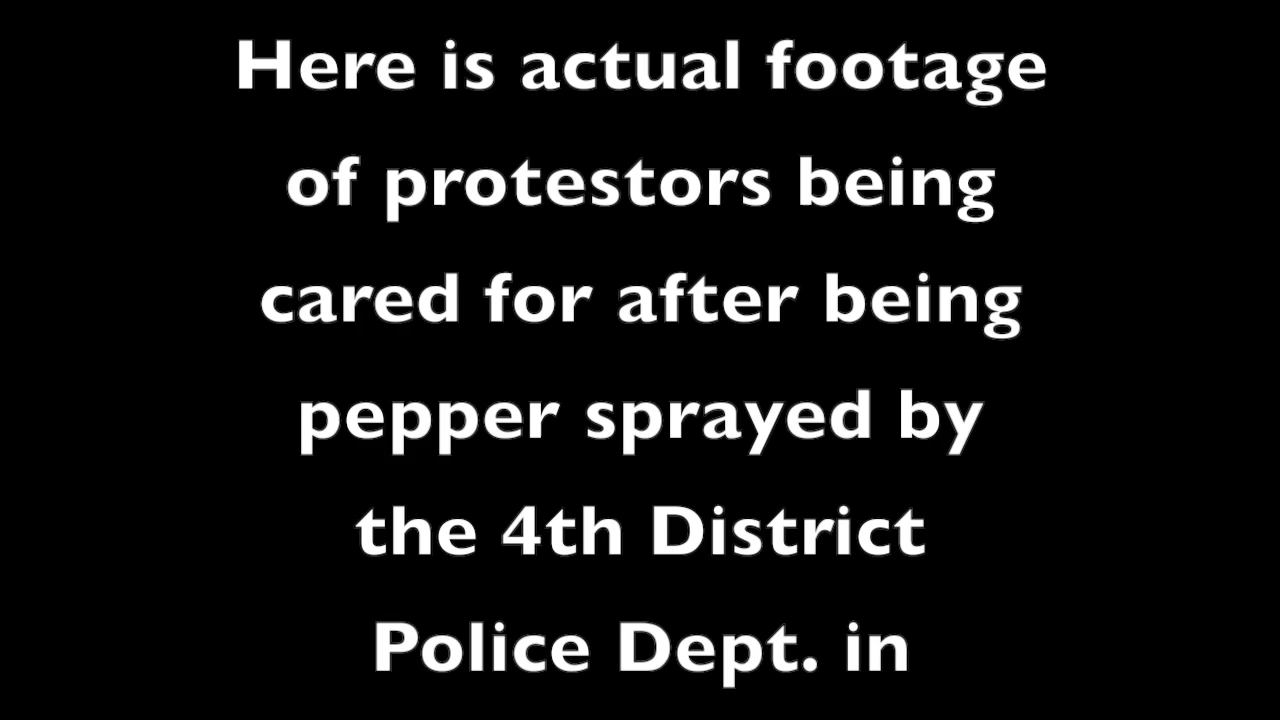 Here is actual footage
of protestors being
cared for after being
pepper sprayed by
the 4th District
Police Dept. in